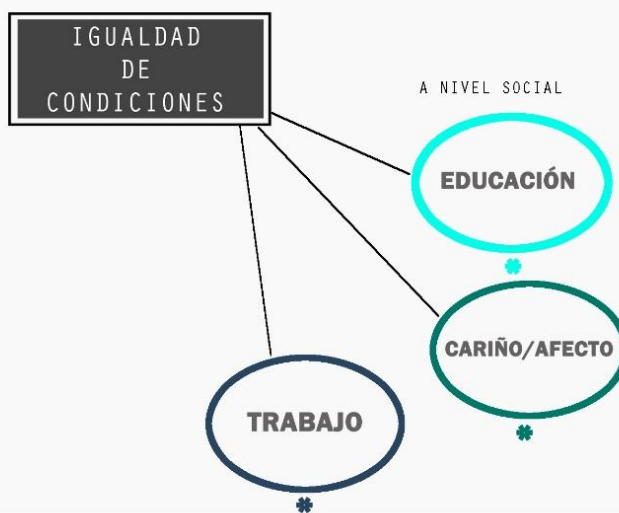 IGUALDAD
DE
CONDICIONES
A NIVEL SOCIAL
EDUCACIÓN
CARIÑO/AFECTO
TRABAJO